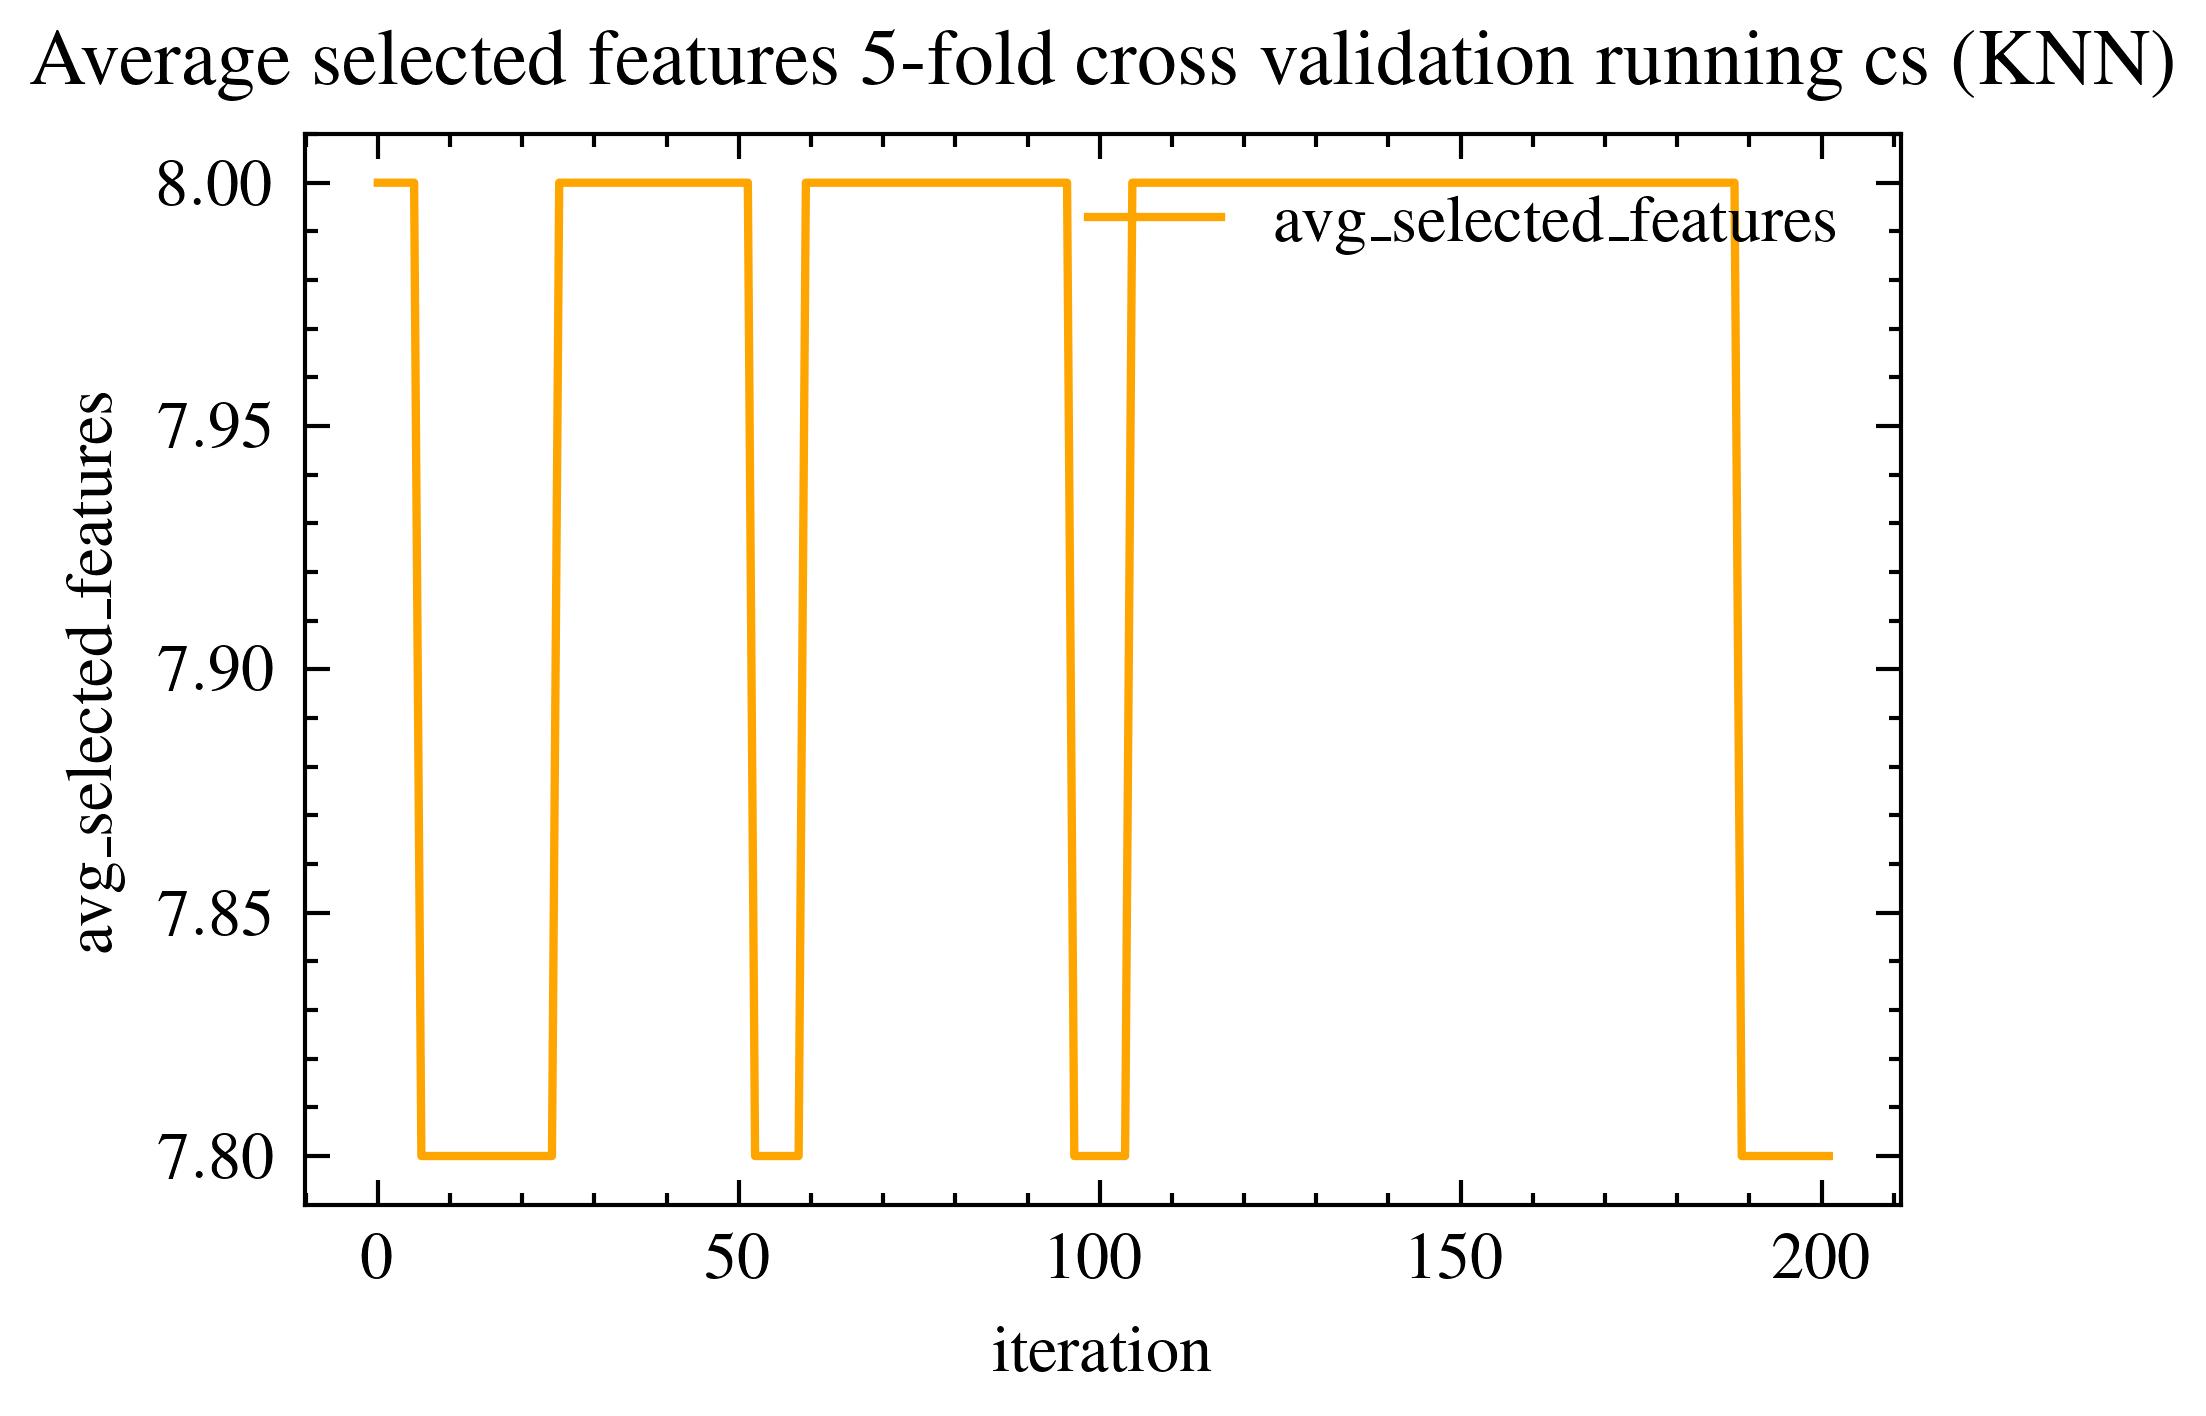 Average selected features 5-fold cross validation running cs (KNN)
8.00
7.95
7.90
7.85
7.80
avg_selected_features
avg_selected_features
0 50 100 150 200
iteration